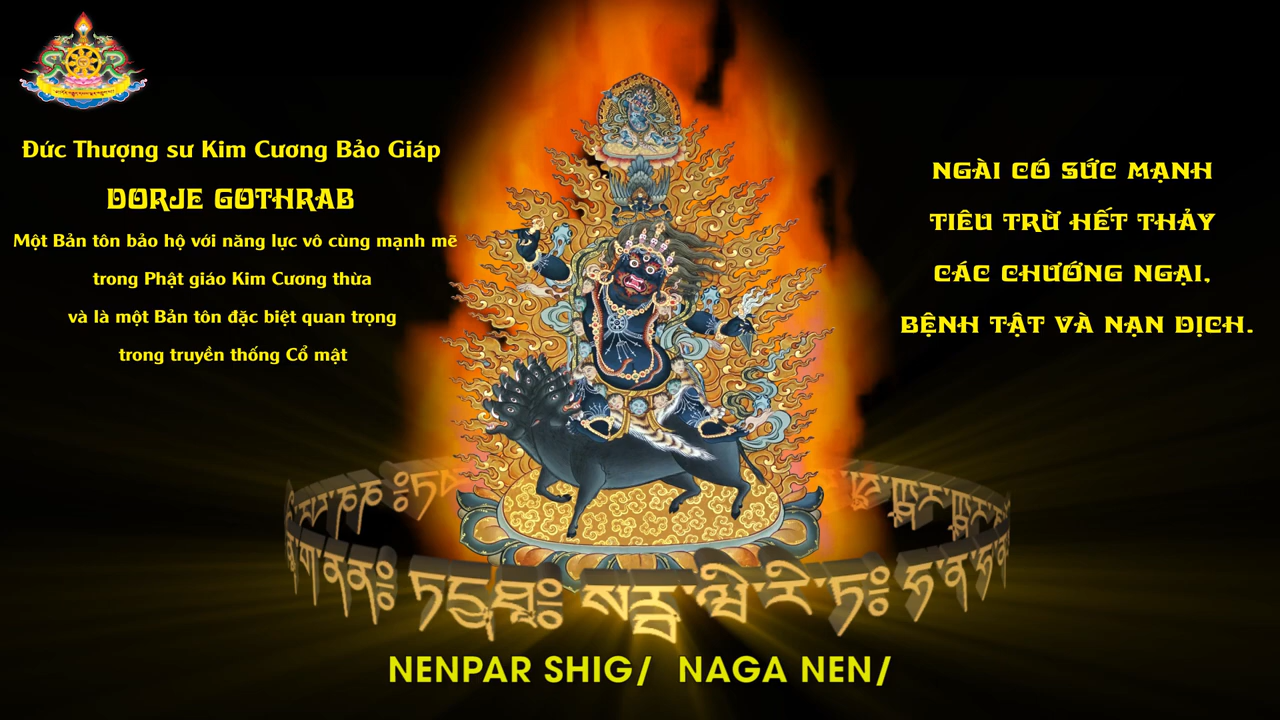 Đức Thượng sư Kim Cương Bảo Giáp
DORJE GOTHRAB
Một Bản tôn bảo hộ với năng lực vô cùng mạnh mẽ
trong Phật giáo Kim Cương thừa
và là một Bản tôn đặc biệt quan trọng
trong truyền thống Cổ mật
NGÀI CÓ SỨC MẠNH
TIÊU TRỪ HẾT THẢY
CÁC CHƯỚNG NGẠI,
BỆNH TẬT VÀ NẠN DỊCH.
NENPAR SHIG/ NAGA NEN/